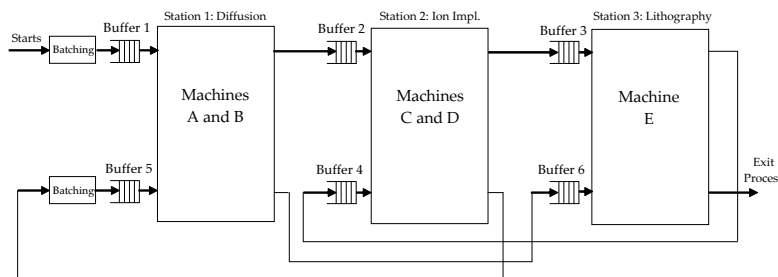 Station 1: Diffusion
Station 2: Ion Impl.
Station 3: Lithography
Buffer 1
Buffer 2
Buffer 3
Starts
Batching
Machines
A and B
Machines
C and D
Machine
E
Buffer 5
Buffer 4
Buffer 6
Batching
Exit
Proces